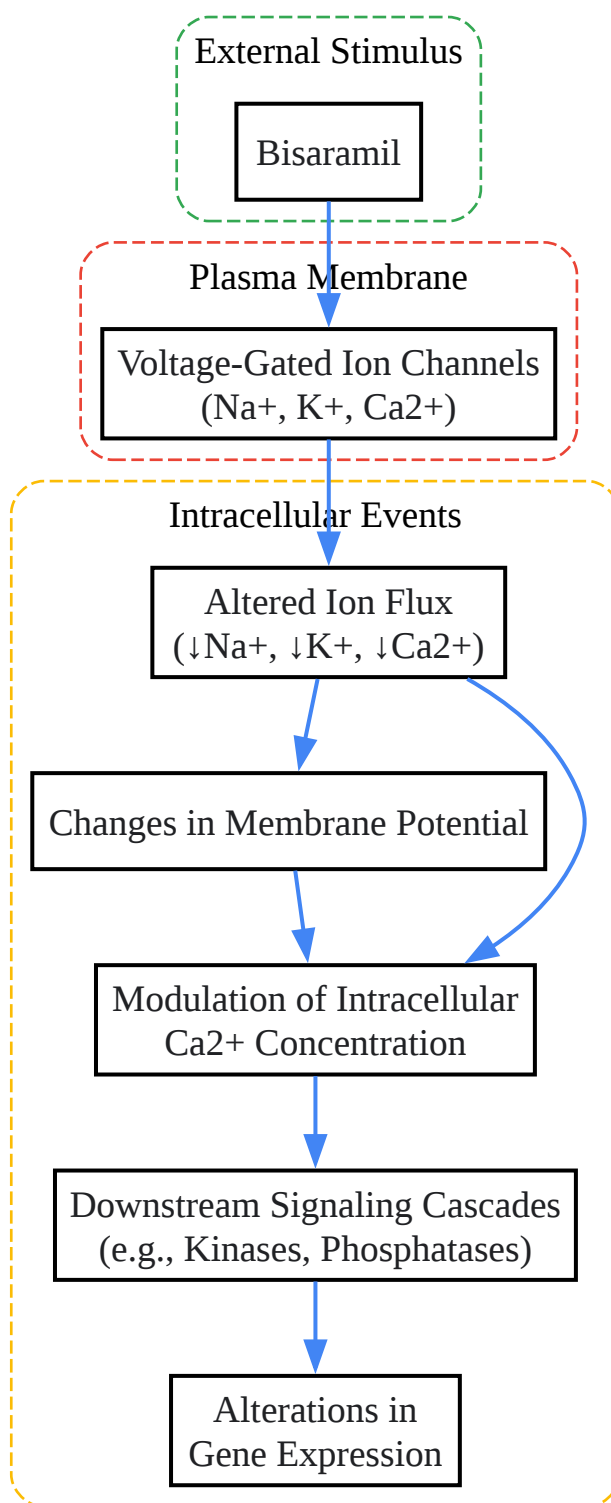 External Stimulus
Bisaramil
Plasma Membrane
Voltage-Gated Ion Channels
(Na+, K+, Ca2+)
Intracellular Events
Altered Ion Flux
(↓Na+, ↓K+, ↓Ca2+)
Changes in Membrane Potential
Modulation of Intracellular
Ca2+ Concentration
Downstream Signaling Cascades
(e.g., Kinases, Phosphatases)
Alterations in
Gene Expression